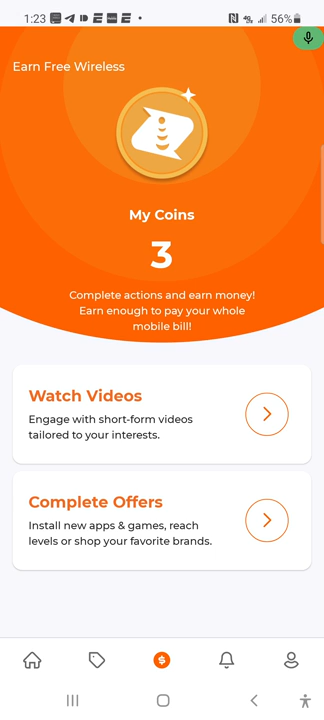 1:23
56%
Earn Free Wireless
My Coins
3
Complete actions and earn money!
Earn enough to pay your whole
mobile bill!
Watch Videos
Engage with short-form videos
tailored to your interests.
Complete Offers
Install new apps & games, reach
levels or shop your favorite brands.